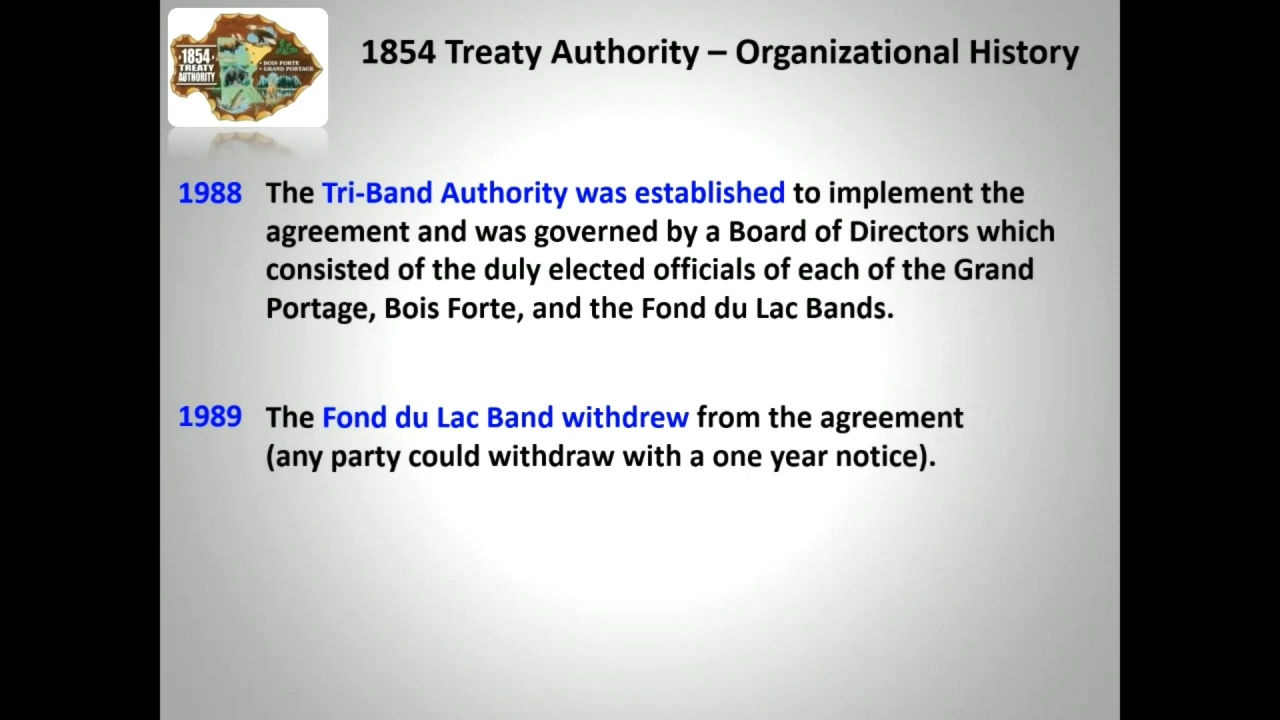 1854
TREATY
AUTHORITY
• BOIS FORTE
• GRAND PORTAGE
1854 Treaty Authority – Organizational History
1988 The Tri-Band Authority was established to implement the
agreement and was governed by a Board of Directors which
consisted of the duly elected officials of each of the Grand
Portage, Bois Forte, and the Fond du Lac Bands.
1989 The Fond du Lac Band withdrew from the agreement
(any party could withdraw with a one year notice).